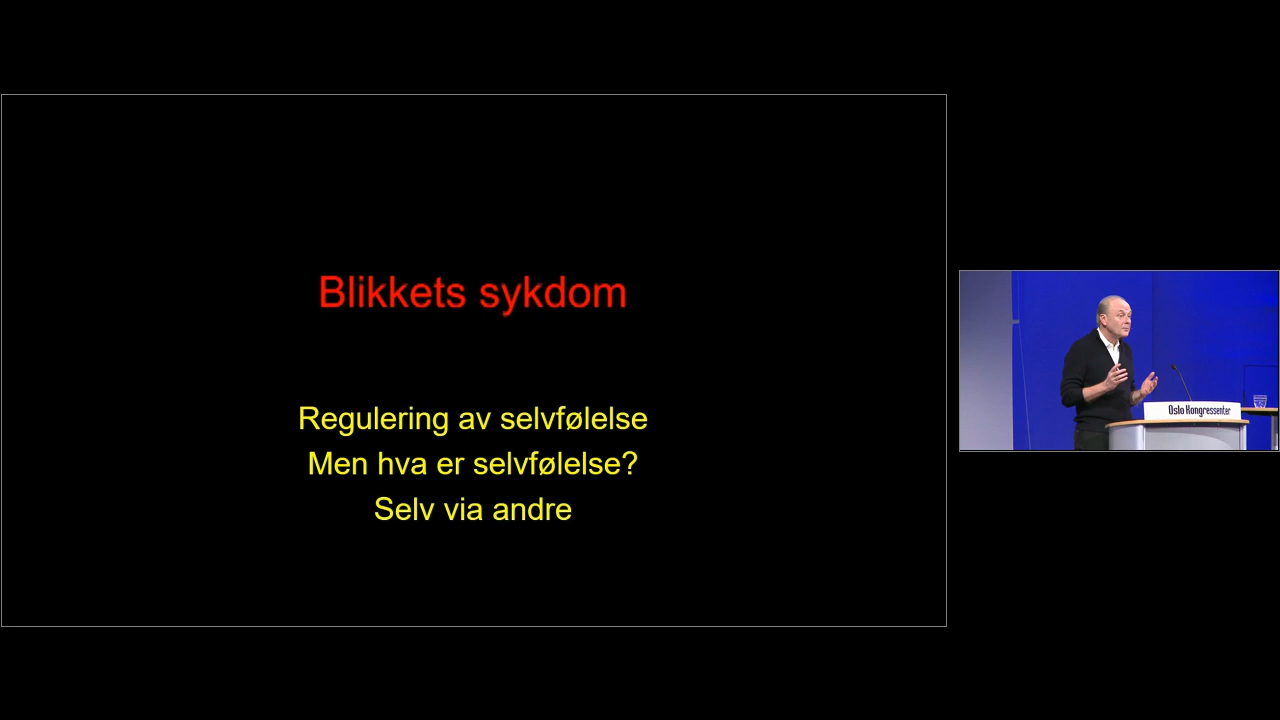 Blikkets sykdom
Regulering av selvfølelse
Men hva er selvfølelse?
Selv via andre
Oslo Kongressenter